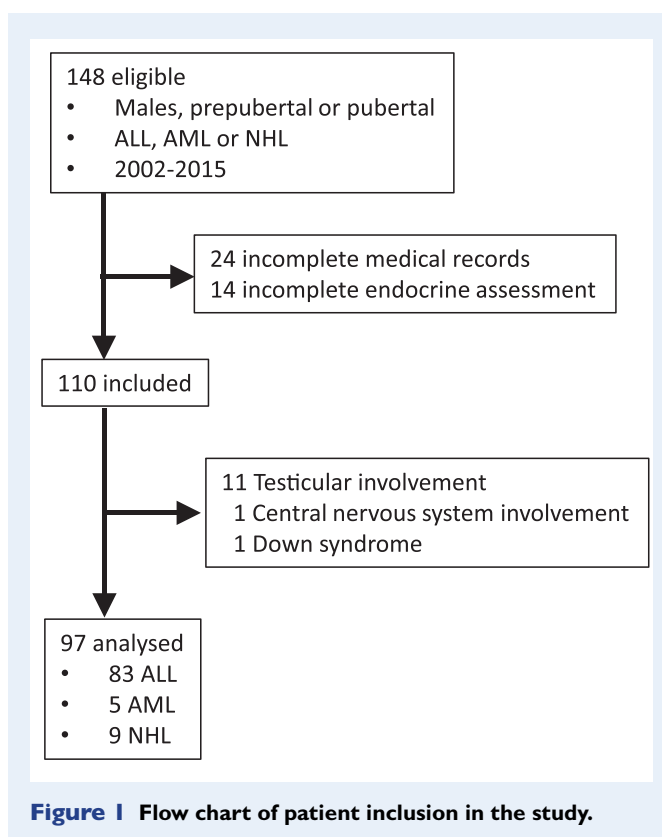 148 eligible
• Males, prepubertal or pubertal
• ALL, AML or NHL
• 2002-2015
24 incomplete medical records
14 incomplete endocrine assessment
110 included
11 Testicular involvement
1 Central nervous system involvement
1 Down syndrome
97 analysed
• 83 ALL
• 5 AML
• 9 NHL
Figure 1 Flow chart of patient inclusion in the study.